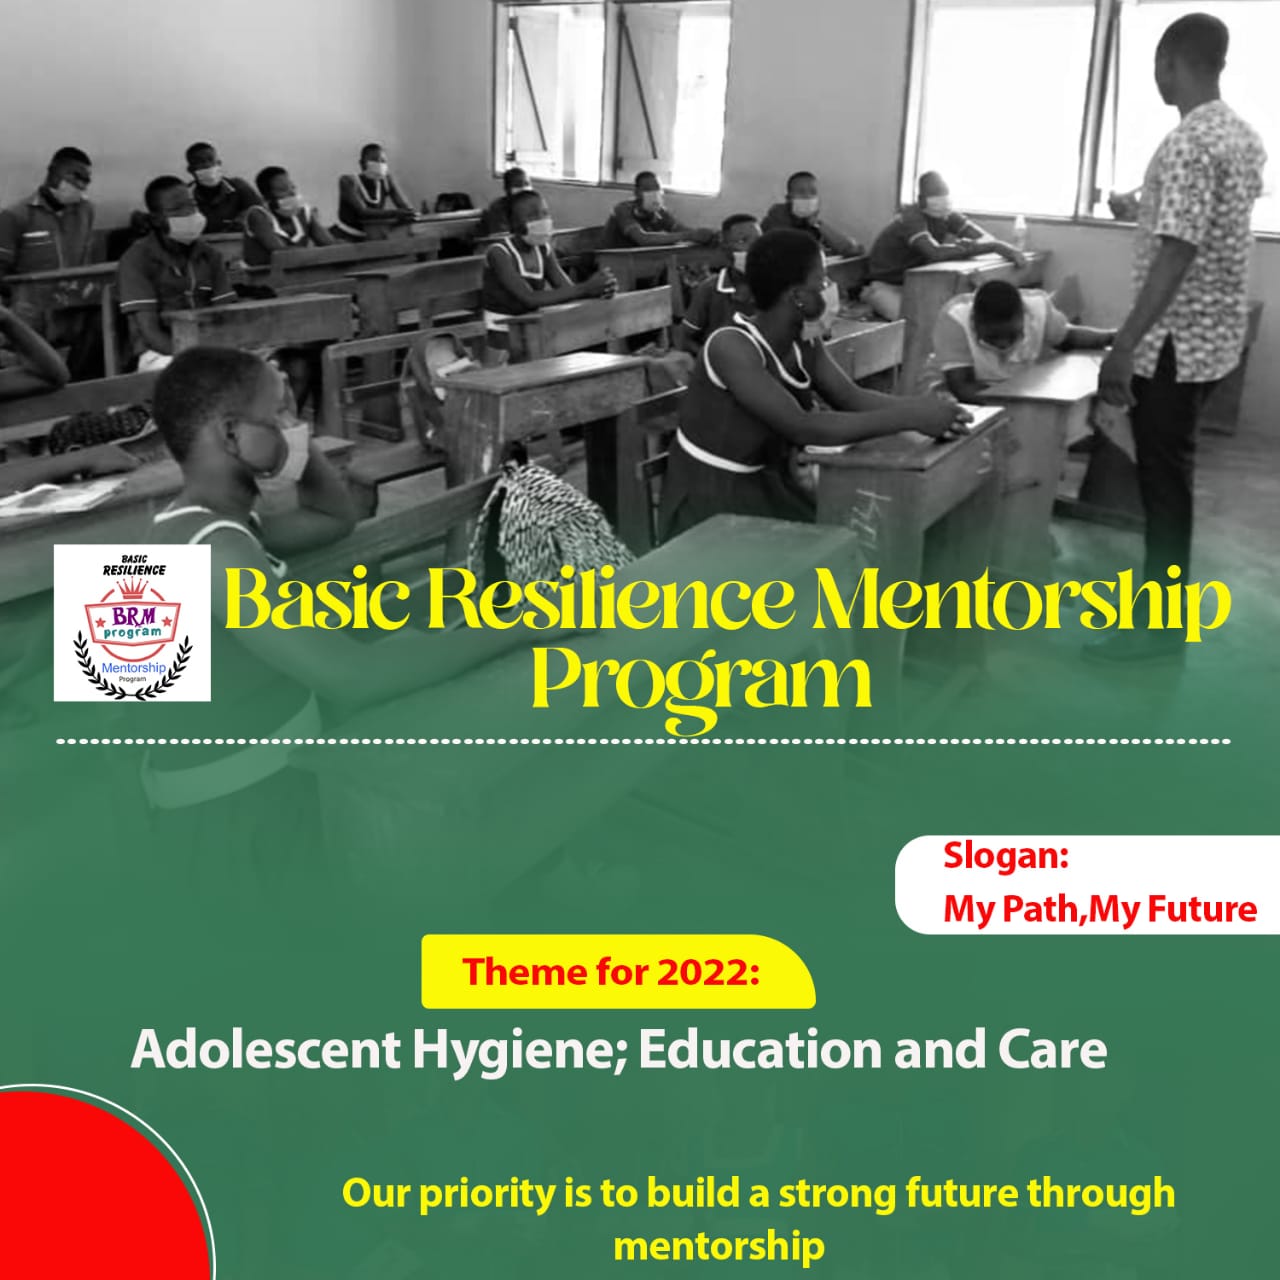 BASIC
RESILIENCE
BRM
program
Mentorship
Program
Basic Resilience Mentorship
Program
Slogan:
My Path,My Future
Theme for 2022:
Adolescent Hygiene; Education and Care
Our priority is to build a strong future through
mentorship